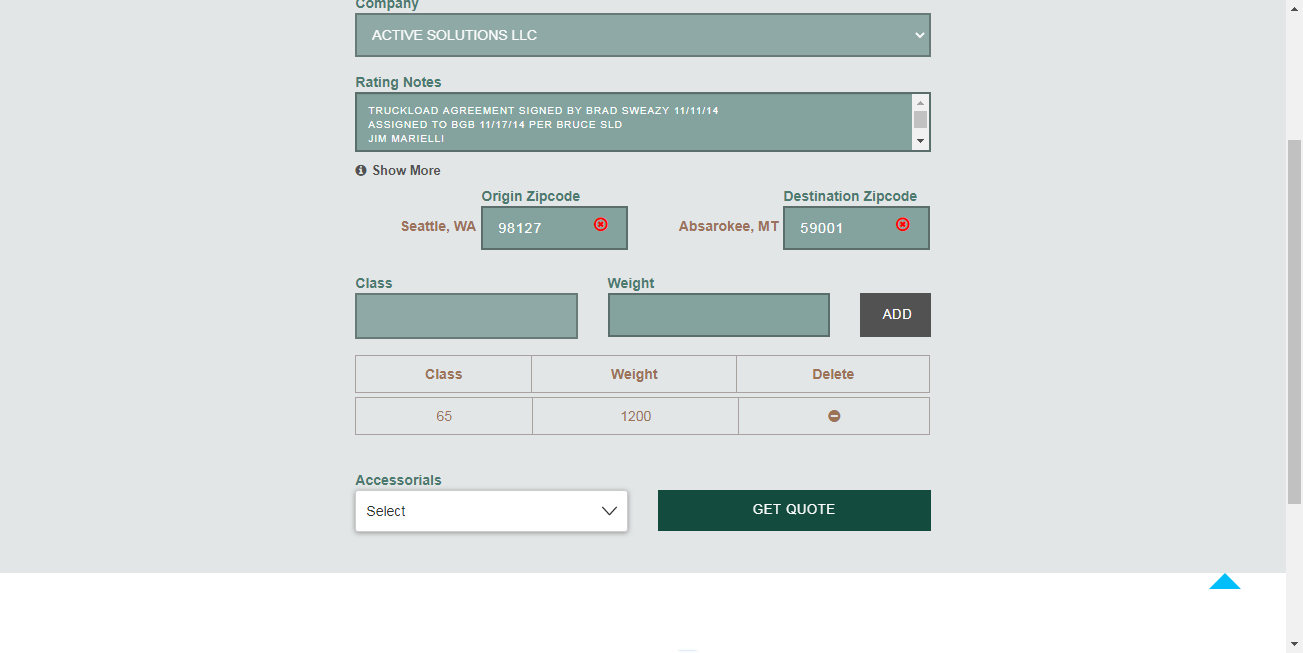 Company
ACTIVE SOLUTIONS LLC
Rating Notes
TRUCKLOAD AGREEMENT SIGNED BY BRAD SWEAZY 11/11/14
ASSIGNED TO BGB 11/17/14 PER BRUCE SLD
JIM MARIELLI
Show More
Origin Zipcode
Destination Zipcode
Seattle, WA 98127
Absarokee, MT 59001
Class
Weight
ADD
Class Weight Delete
65 1200
Accessorials
Select
GET QUOTE